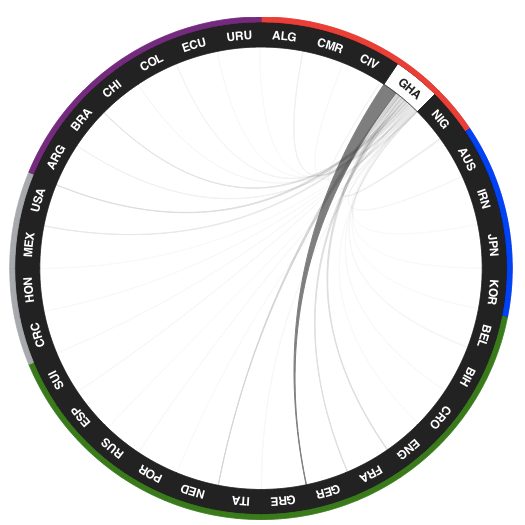 ALG
CMR
CIV
GHA
NIG
AUS
IRN
JPN
KOR
BEL
BIH
CRO
ENG
FRA
GER
GRE
ITA
NED
POR
RUS
ESP
SUI
CRC
HON
MEX
USA
ARG
BRA
CHI
COL
ECU
URU